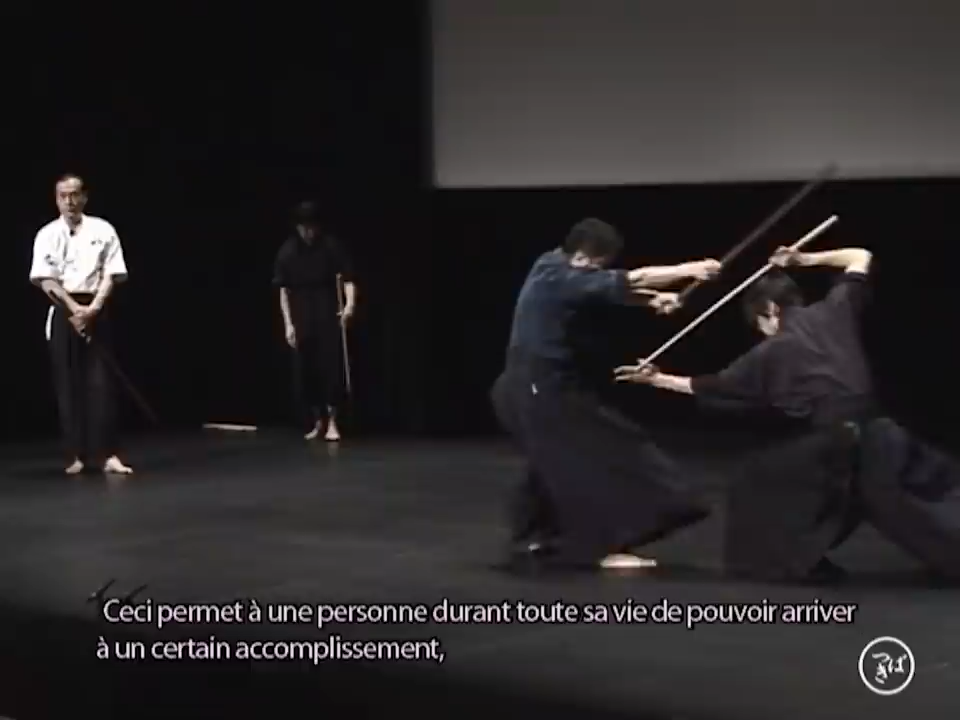 Ceci permet à une personne durant toute sa vie de pouvoir arriver
à un certain accomplissement,